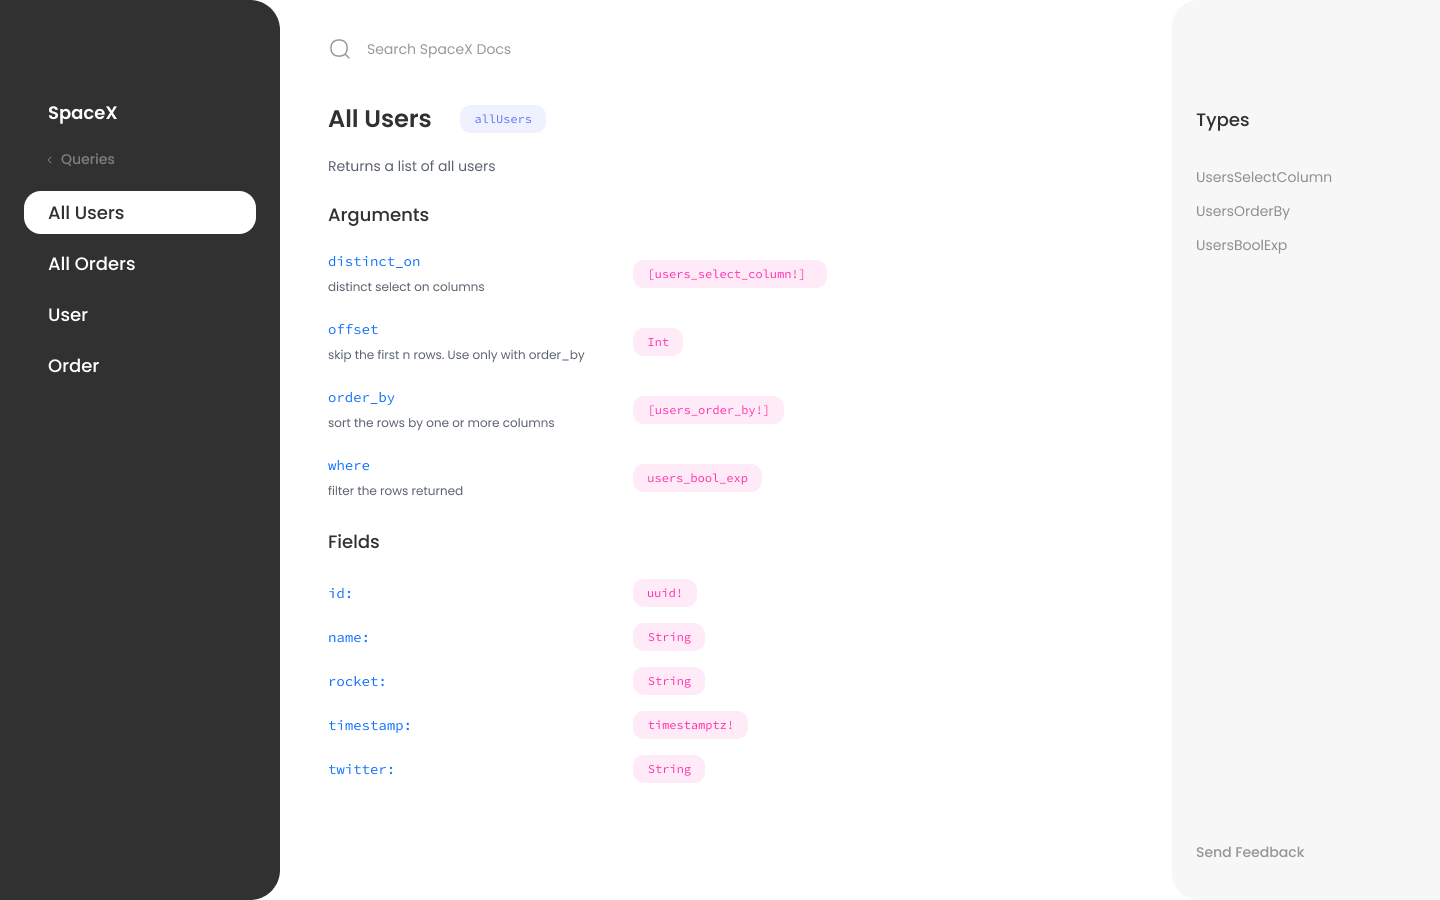 SpaceX
‹ Queries
All Users
All Orders
User
Order
Search SpaceX Docs
All Users allUsers
Returns a list of all users
Arguments
distinct_on [users_select_column!]
distinct select on columns
offset Int
skip the first n rows. Use only with order_by
order_by [users_order_by!]
sort the rows by one or more columns
where users_bool_exp
filter the rows returned
Fields
id: uuid!
name: String
rocket: String
timestamp: timestamptz!
twitter: String
Types
UsersSelectColumn
UsersOrderBy
UsersBoolExp
Send Feedback